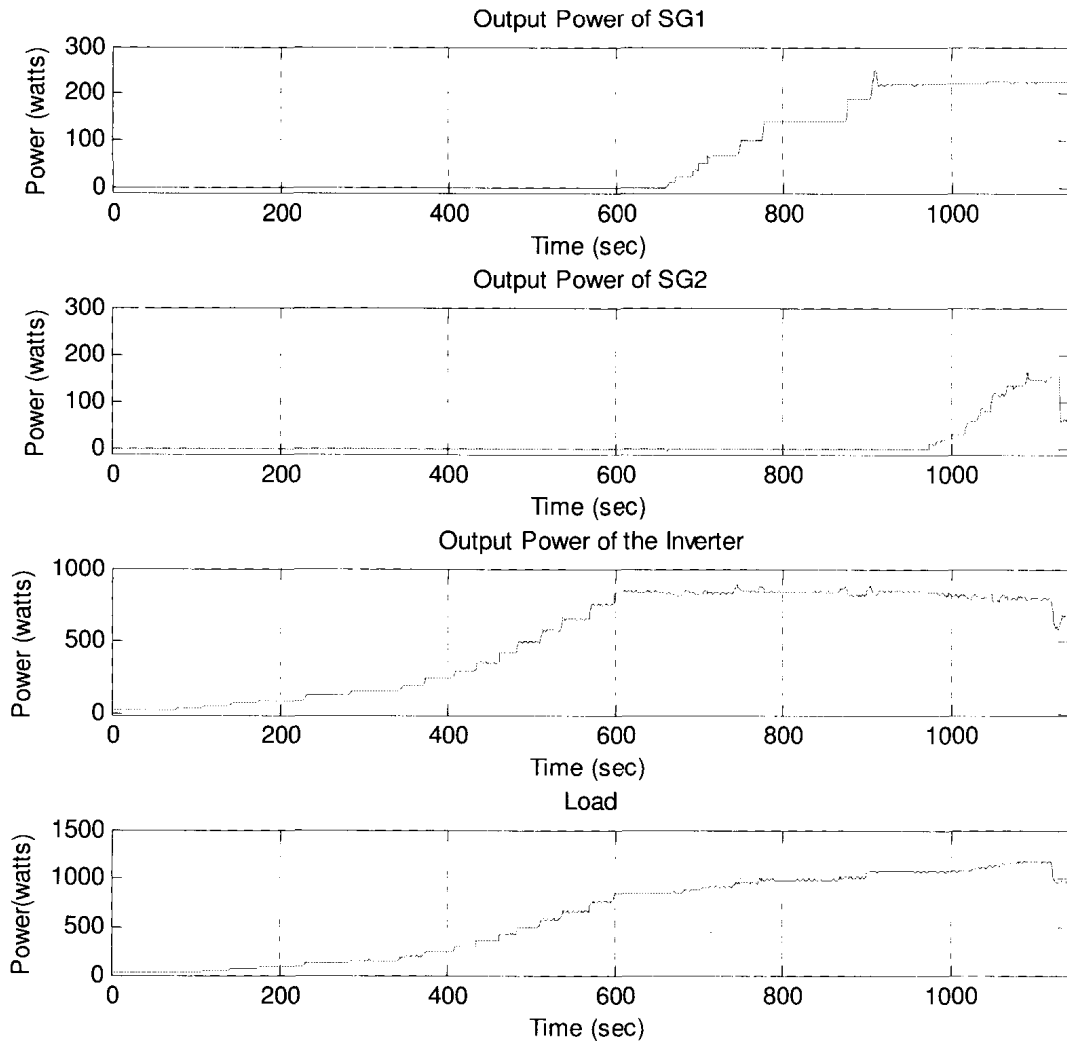 Output Power of SG1
Power (watts)
300
200
100
0
0 200 400 600 800 1000
Time (sec)
Output Power of SG2
Power (watts)
300
200
100
0
0 200 400 600 800 1000
Time (sec)
Output Power of the Inverter
Power (watts)
1000
500
0
0 200 400 600 800 1000
Time (sec)
Load
Power(watts)
1500
1000
500
0
0 200 400 600 800 1000
Time (sec)